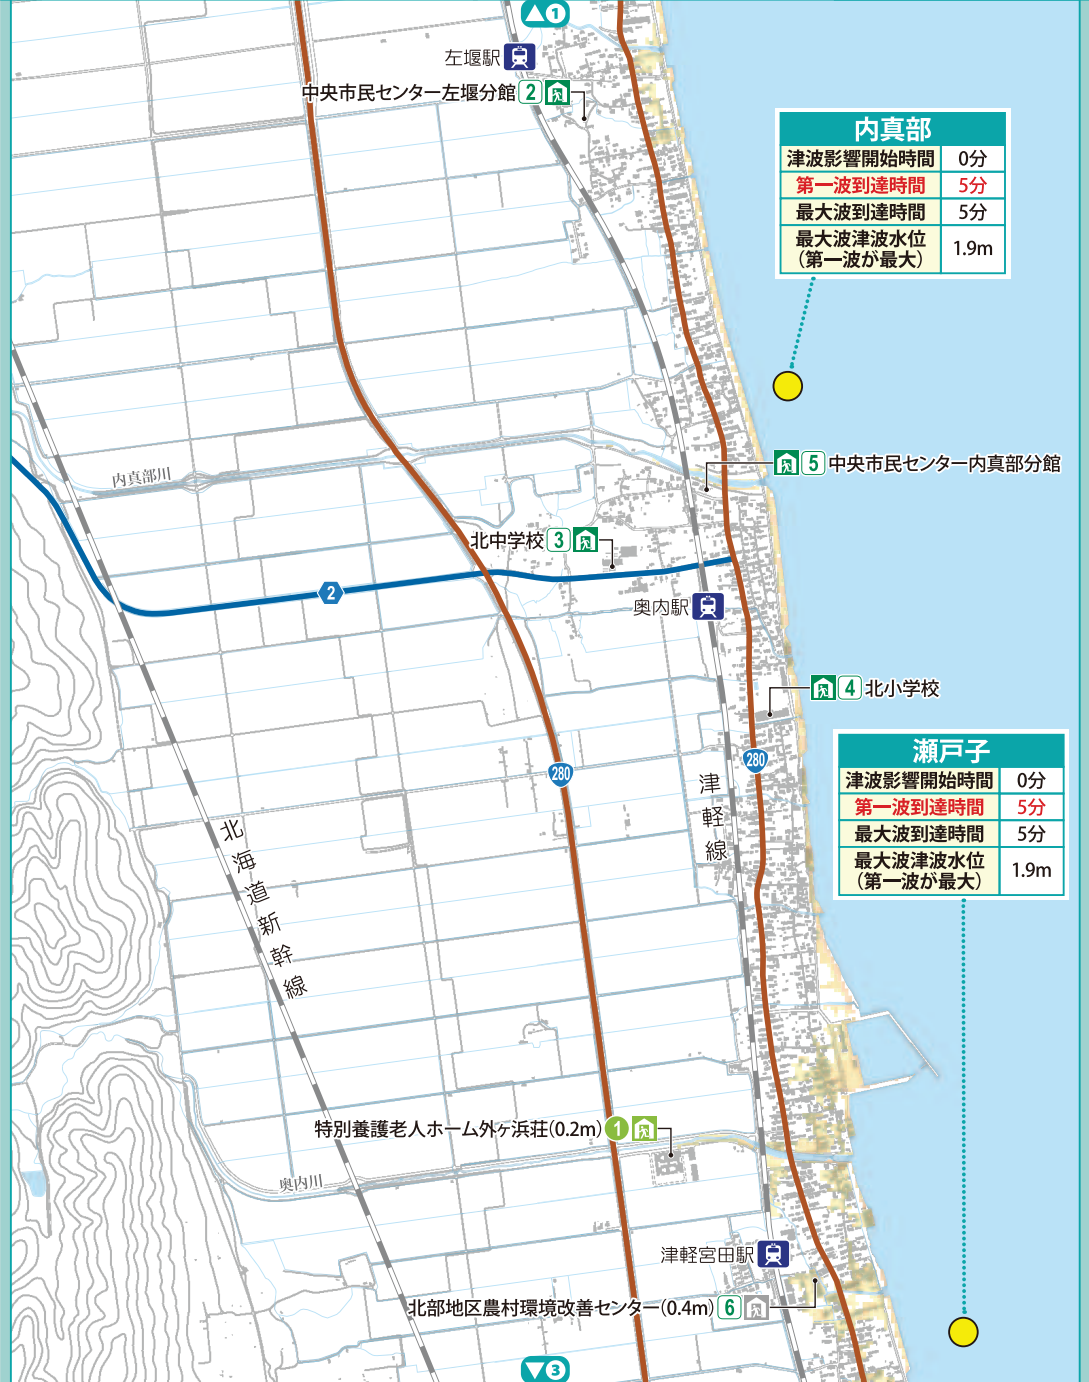 ▲1
左堰駅
中央市民センター左堰分館 2
内真部
津波影響開始時間 0分
第一波到達時間 5分
最大波到達時間 5分
最大波津波水位
(第一波が最大) 1.9m
内真部川
5 中央市民センター内真部分館
北中学校 3
2
奥内駅
4 北小学校
280
280
津軽線
瀬戸子
津波影響開始時間 0分
第一波到達時間 5分
最大波到達時間 5分
最大波津波水位
(第一波が最大) 1.9m
北海道新幹線
特別養護老人ホーム外ヶ浜荘(0.2m) 1
奥内川
津軽宮田駅
北部地区農村環境改善センター(0.4m) 6
▼3